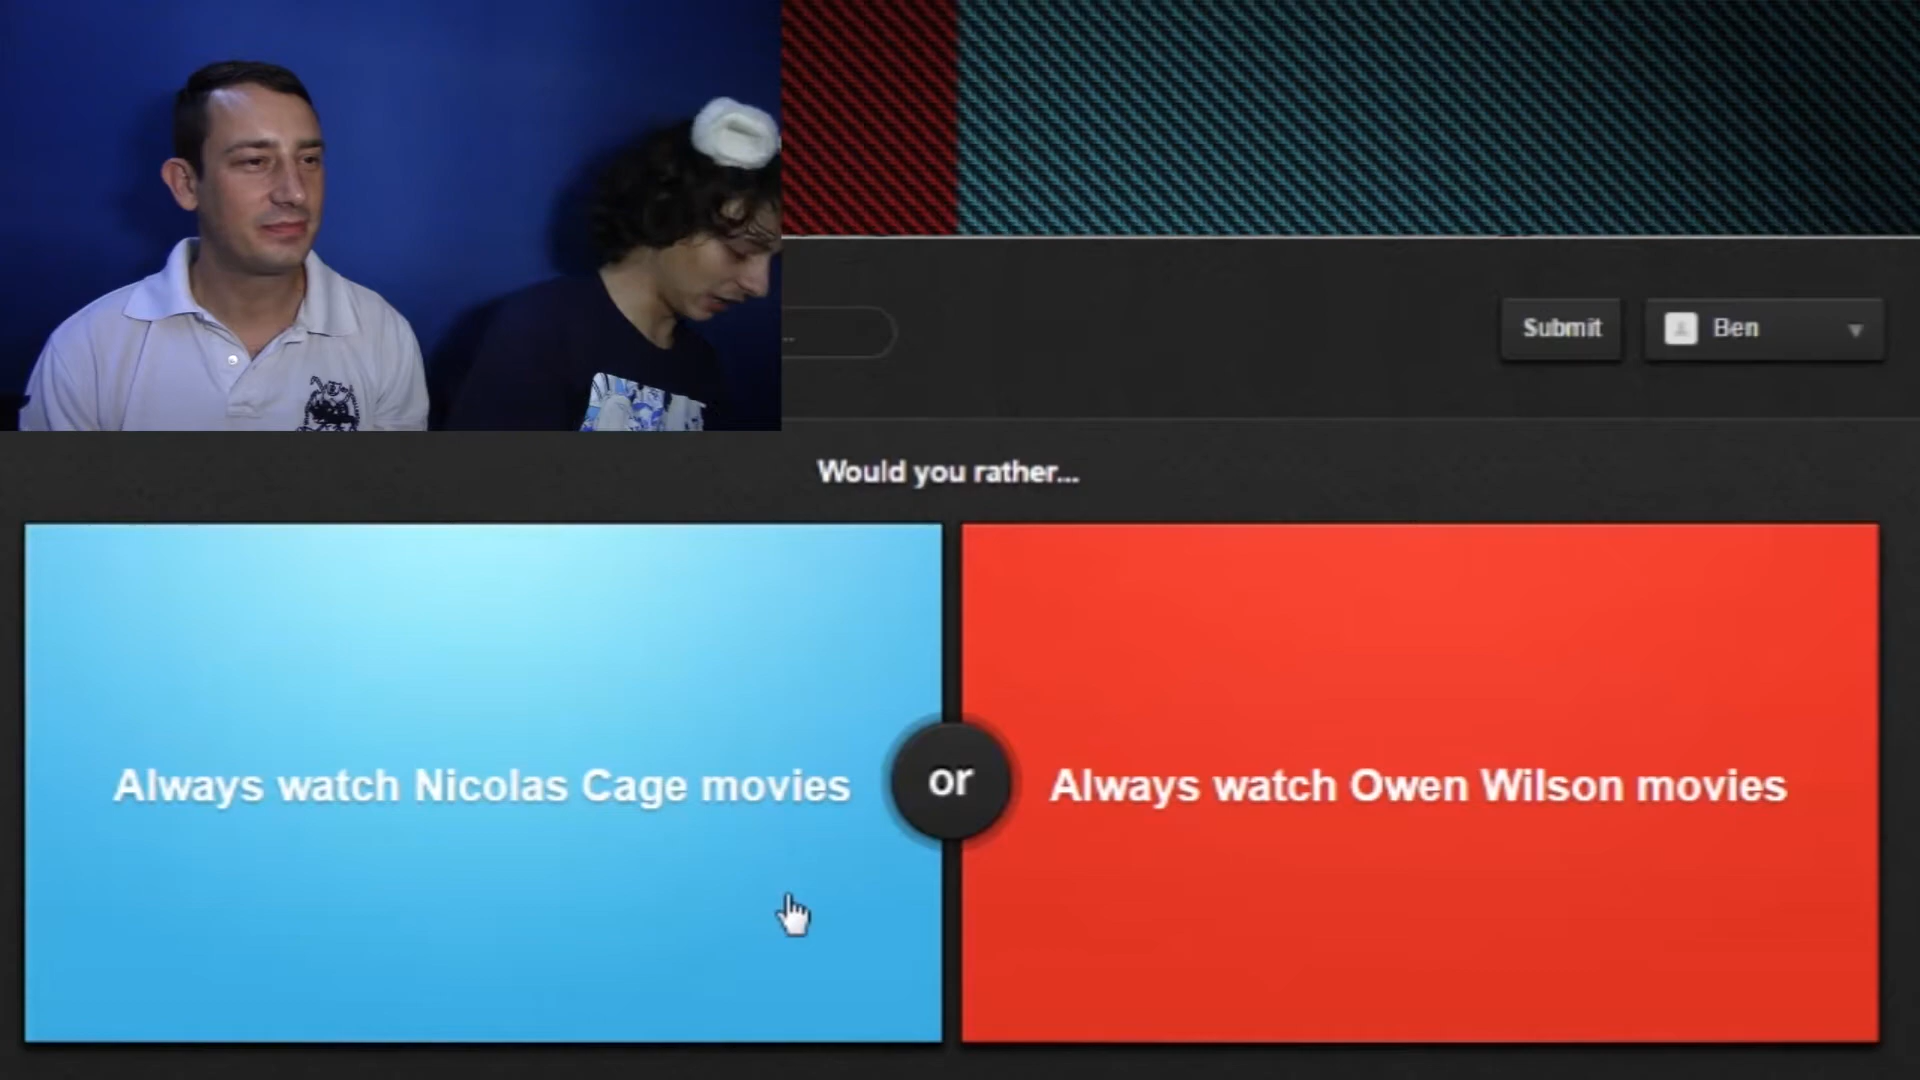 Submit
Ben
Would you rather...
Always watch Nicolas Cage movies
or
Always watch Owen Wilson movies